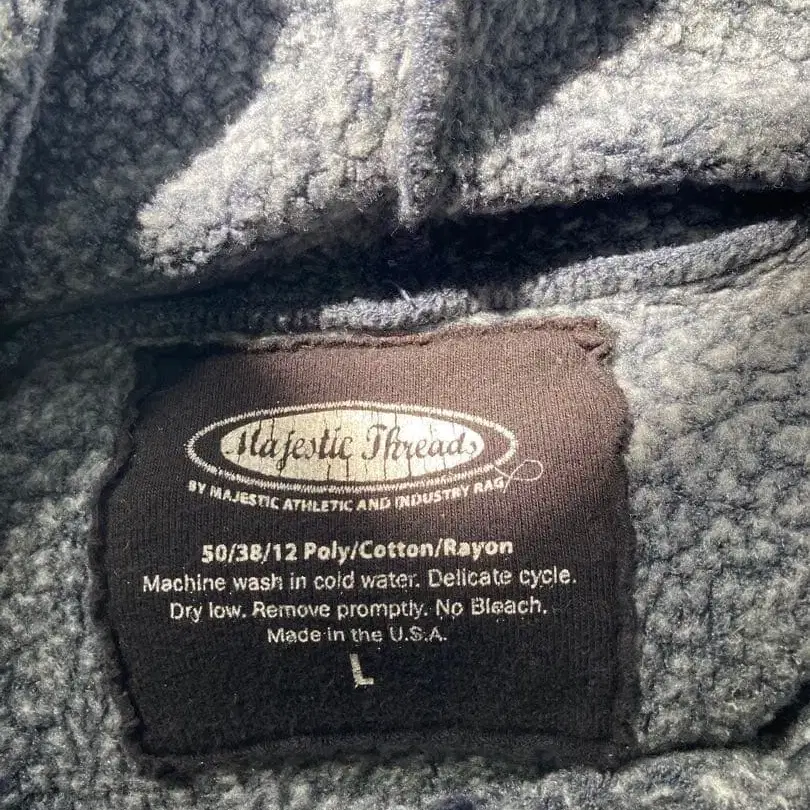 Majestic Threads
BY MAJESTIC ATHLETIC AND INDUSTRY RAG
50/38/12 Poly/Cotton/Rayon
Machine wash in cold water. Delicate cycle.
Dry low. Remove promptly. No Bleach.
Made in the U.S.A.
L